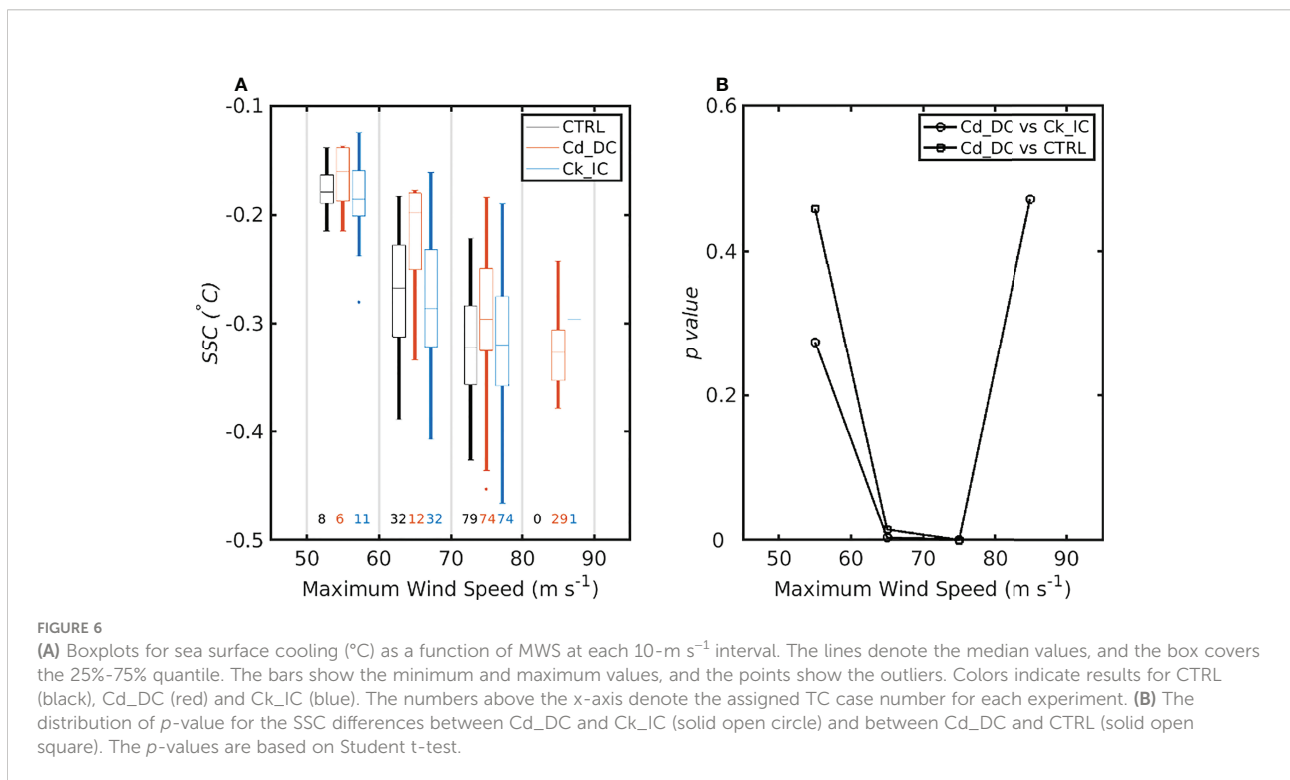 A
B
-0.1
-0.2
-0.3
-0.4
-0.5
SSC (°C)
CTRL
Cd_DC
Ck_IC
8 6 11 32 12 32 79 74 74 0 29 1
50 60 70 80 90
Maximum Wind Speed (m s-1)
0.6
0.4
0.2
0
p value
Cd_DC vs Ck_IC
Cd_DC vs CTRL
50 60 70 80 90
Maximum Wind Speed (m s-1)
FIGURE 6
(A) Boxplots for sea surface cooling (°C) as a function of MWS at each 10-m s−1 interval. The lines denote the median values, and the box covers
the 25%-75% quantile. The bars show the minimum and maximum values, and the points show the outliers. Colors indicate results for CTRL
(black), Cd_DC (red) and Ck_IC (blue). The numbers above the x-axis denote the assigned TC case number for each experiment. (B) The
distribution of p-value for the SSC differences between Cd_DC and Ck_IC (solid open circle) and between Cd_DC and CTRL (solid open
square). The p-values are based on Student t-test.